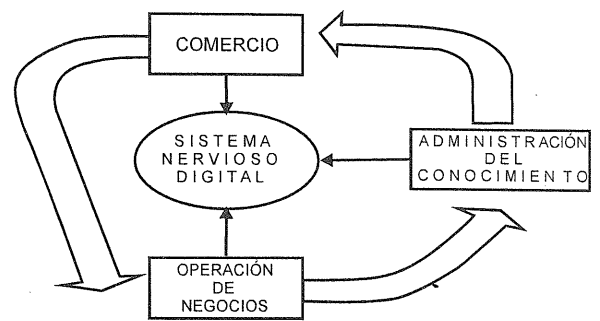 COMERCIO
SISTEMA
NERVIOSO
DIGITAL
ADMINISTRACIÓN
DEL
CONOCIMIENTO
OPERACIÓN
DE
NEGOCIOS